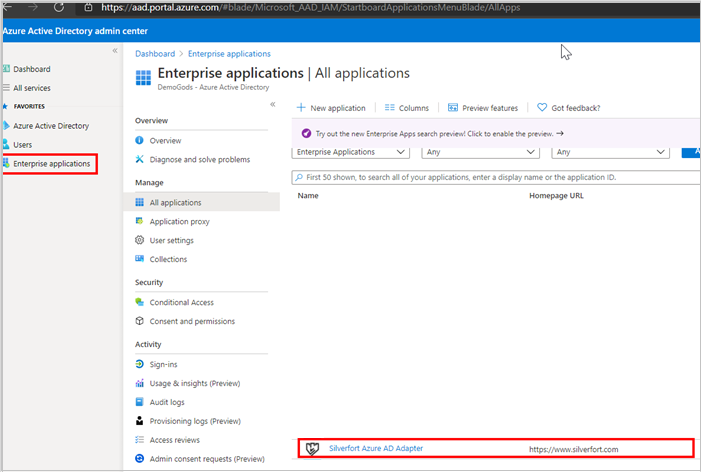 https://aad.portal.azure.com/#blade/Microsoft_AAD_IAM/StartboardApplicationsMenuBlade/AllApps
Azure Active Directory admin center
Dashboard
All services
FAVORITES
Azure Active Directory
Users
Enterprise applications
Dashboard > Enterprise applications
Enterprise applications | All applications
DemoGods - Azure Active Directory
Overview
Overview
Diagnose and solve problems
Manage
All applications
Application proxy
User settings
Collections
Security
Conditional Access
Consent and permissions
Activity
Sign-ins
Usage & insights (Preview)
Audit logs
Provisioning logs (Preview)
Access reviews
Admin consent requests (Preview)
New application
Columns
Preview features
Got feedback?
Try out the new Enterprise Apps search preview! Click to enable the preview. →
Enterprise Applications
Any
Any
A
First 50 shown, to search all of your applications, enter a display name or the application ID.
Name Homepage URL
Silverfort Azure AD Adapter https://www.silverfort.com